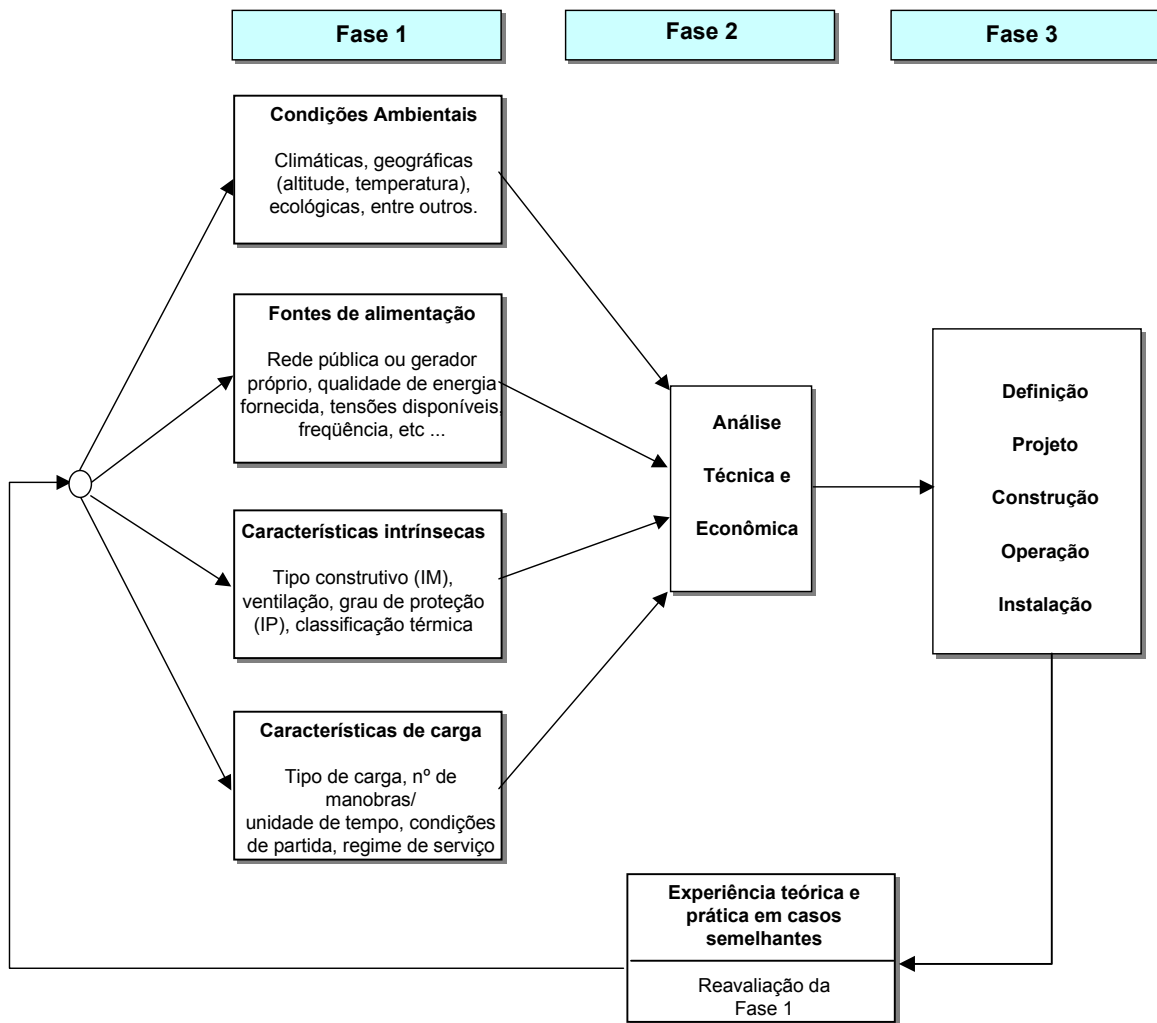 Fase 1
Fase 2
Fase 3
Condições Ambientais
Climáticas, geográficas
(altitude, temperatura),
ecológicas, entre outros.
Fontes de alimentação
Rede pública ou gerador
próprio, qualidade de energia
fornecida, tensões disponíveis,
freqüência, etc ...
Característícas intrínsecas
Tipo construtivo (IM),
ventilação, grau de proteção
(IP), classificação térmica
Característícas de carga
Tipo de carga, nº de
manobras/
unidade de tempo, condições
de partida, regime de serviço
Análise
Técnica e
Econômica
Definição
Projeto
Construção
Operação
Instalação
Experiência teórica e
prática em casos
semelhantes
Reavaliação da
Fase 1